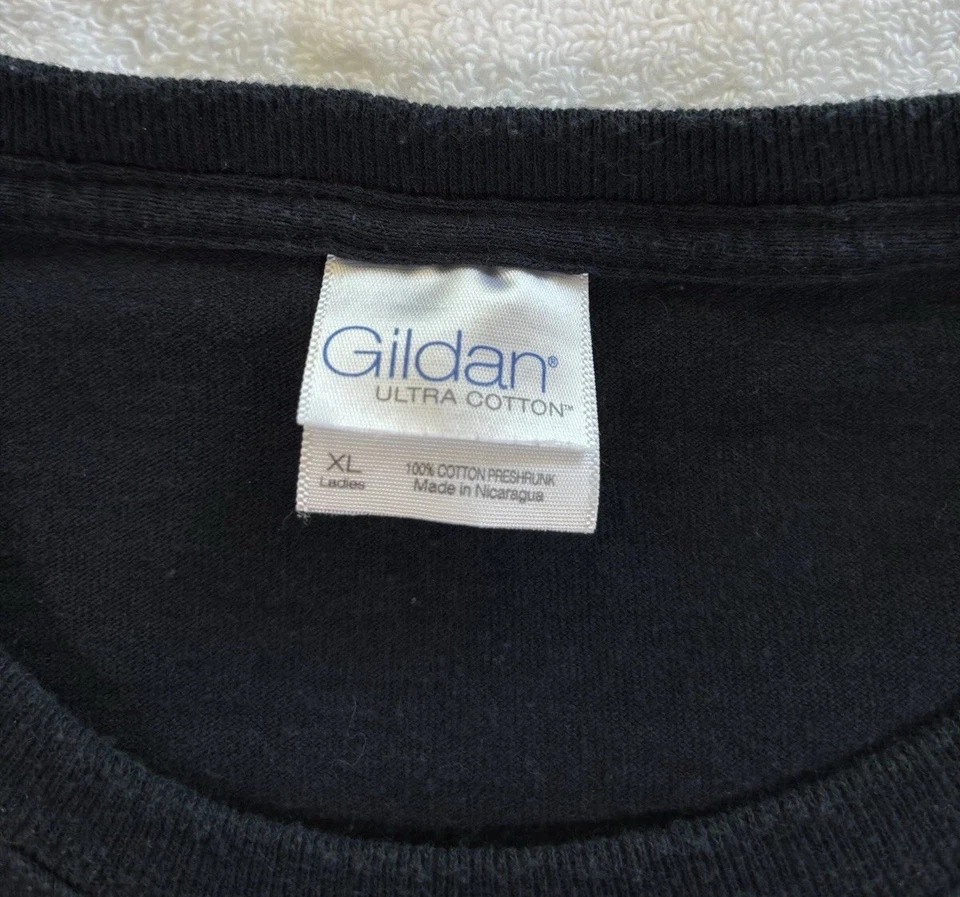 Gildan®
ULTRA COTTON™
XL 100% COTTON PRESHRUNK
Ladies Made in Nicaragua